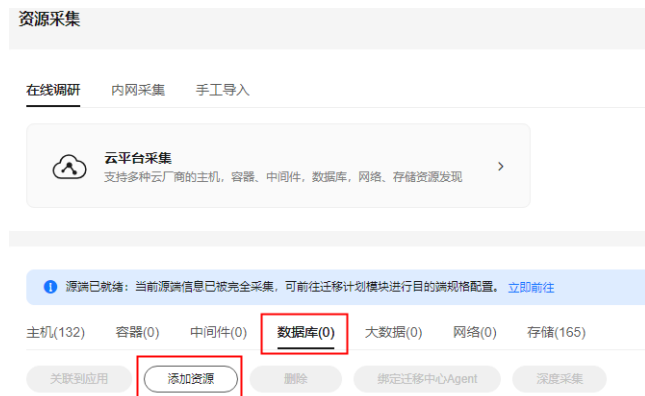 资源采集
在线调研 内网采集 手工导入
云平台采集
支持多种云厂商的主机，容器、中间件，数据库，网络、存储资源发现
源端已就绪：当前源端信息已被完全采集，可前往迁移计划模块进行目的端规格配置。 立即前往
主机(132) 容器(0) 中间件(0) 数据库(0) 大数据(0) 网络(0) 存储(165)
关联到应用 添加资源 删除 绑定迁移中心Agent 深度采集